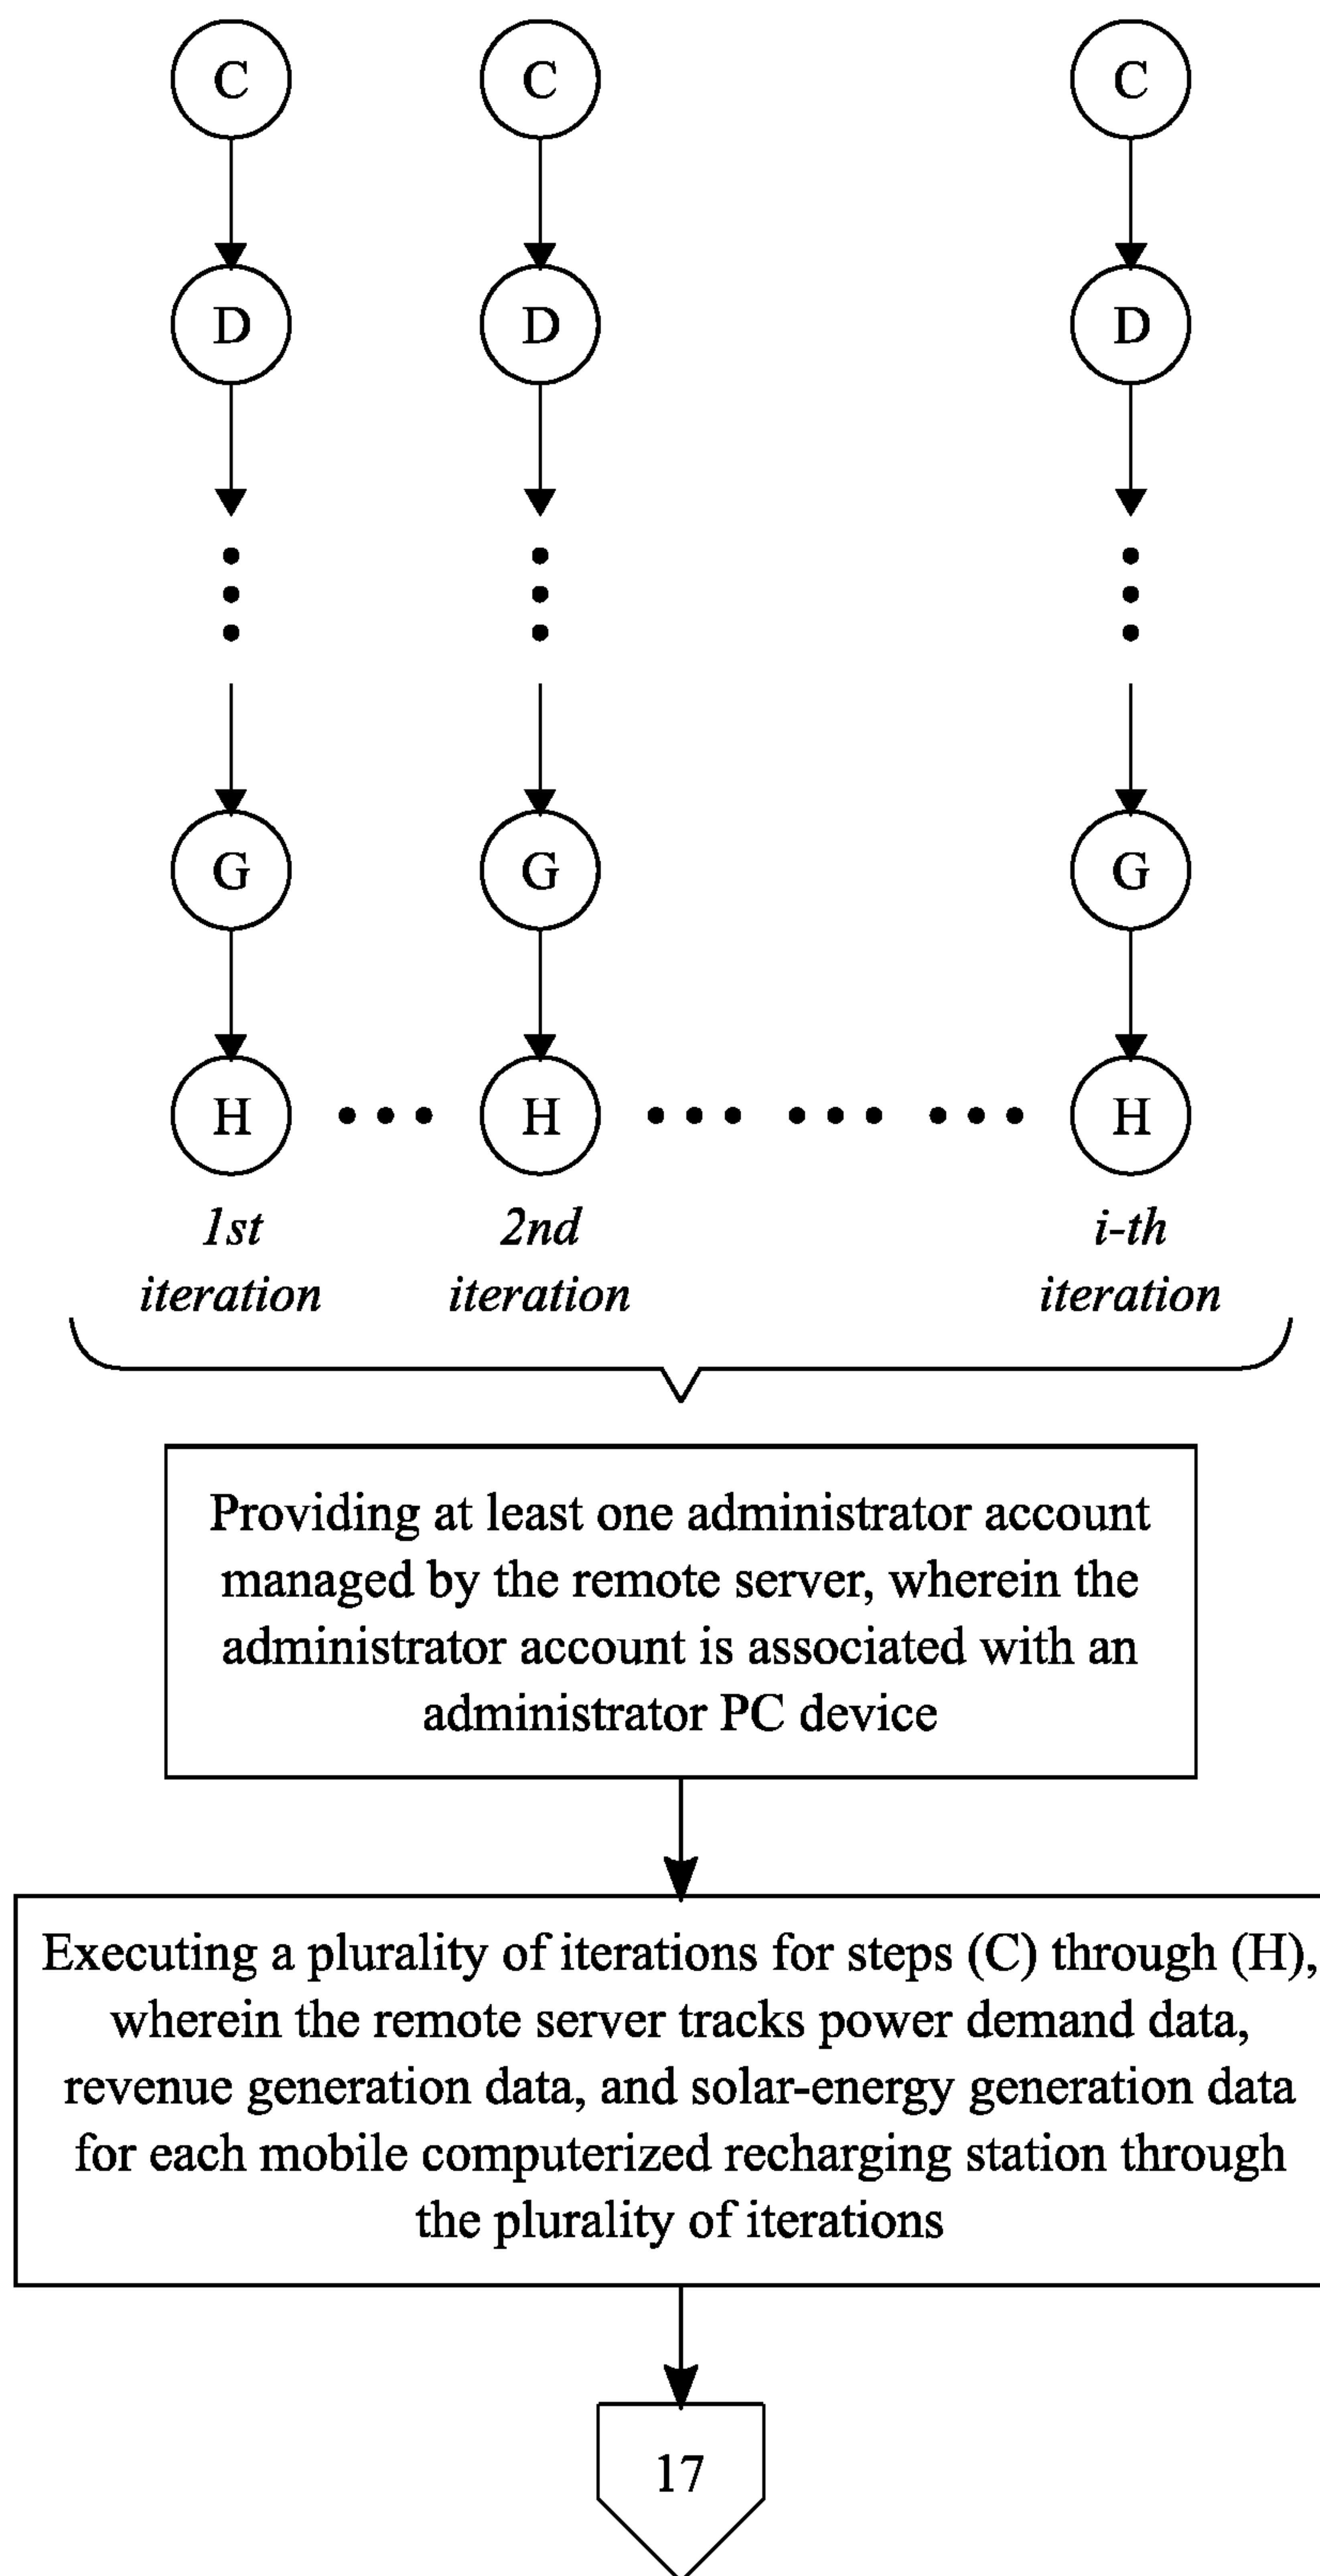 C C C
D D D
G G G
H H H
1st 2nd i-th
iteration iteration iteration
Providing at least one administrator account
managed by the remote server, wherein the
administrator account is associated with an
administrator PC device
Executing a plurality of iterations for steps (C) through (H),
wherein the remote server tracks power demand data,
revenue generation data, and solar-energy generation data
for each mobile computerized recharging station through
the plurality of iterations
17